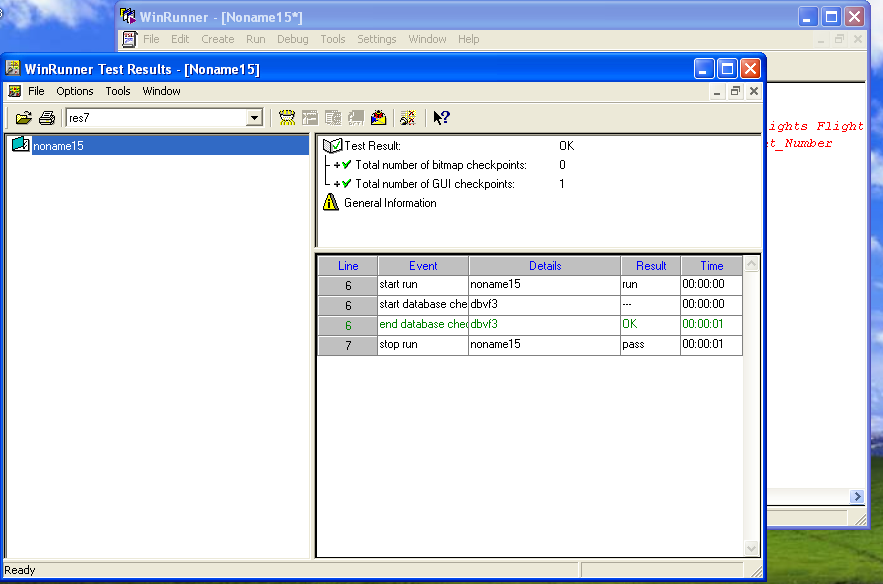 WinRunner - [Noname15*]
File Edit Create Run Debug Tools Settings Window Help
WinRunner Test Results - [Noname15]
File Options Tools Window
res7
noname15
Test Result: OK
Total number of bitmap checkpoints: 0
Total number of GUI checkpoints: 1
General Information
ights Flight
t_Number
Line Event Details Result Time
6 start run noname15 run 00:00:00
6 start database che dbvf3 --- 00:00:00
6 end database chec dbvf3 OK 00:00:01
7 stop run noname15 pass 00:00:01
Ready